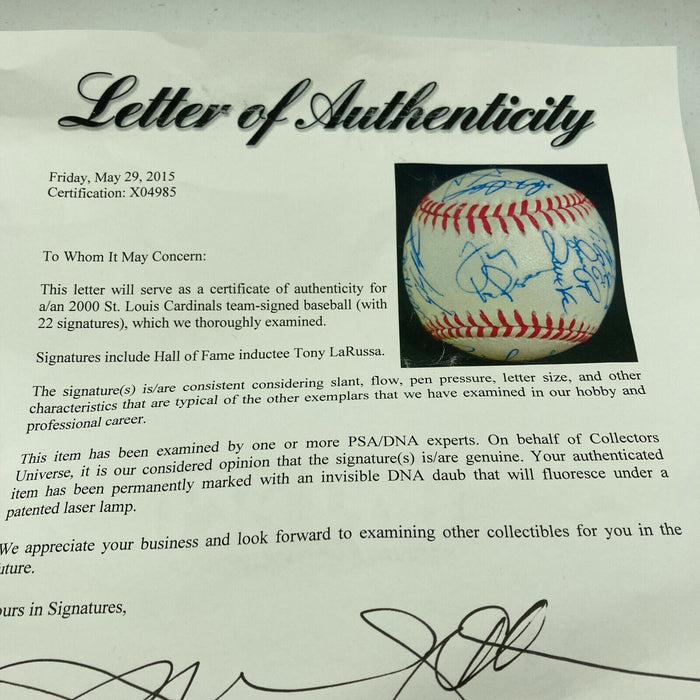 Letter of Authenticity
Friday, May 29, 2015
Certification: X04985
To Whom It May Concern:
This letter will serve as a certificate of authenticity for
a/an 2000 St. Louis Cardinals team-signed baseball (with
22 signatures), which we thoroughly examined.
Signatures include Hall of Fame inductee Tony LaRussa.
The signature(s) is/are consistent considering slant, flow, pen pressure, letter size, and other
characteristics that are typical of the other exemplars that we have examined in our hobby and
professional career.
This item has been examined by one or more PSA/DNA experts. On behalf of Collectors
Universe, it is our considered opinion that the signature(s) is/are genuine. Your authenticated
item has been permanently marked with an invisible DNA daub that will fluoresce under a
patented laser lamp.
We appreciate your business and look forward to examining other collectibles for you in the
uture.
ours in Signatures,